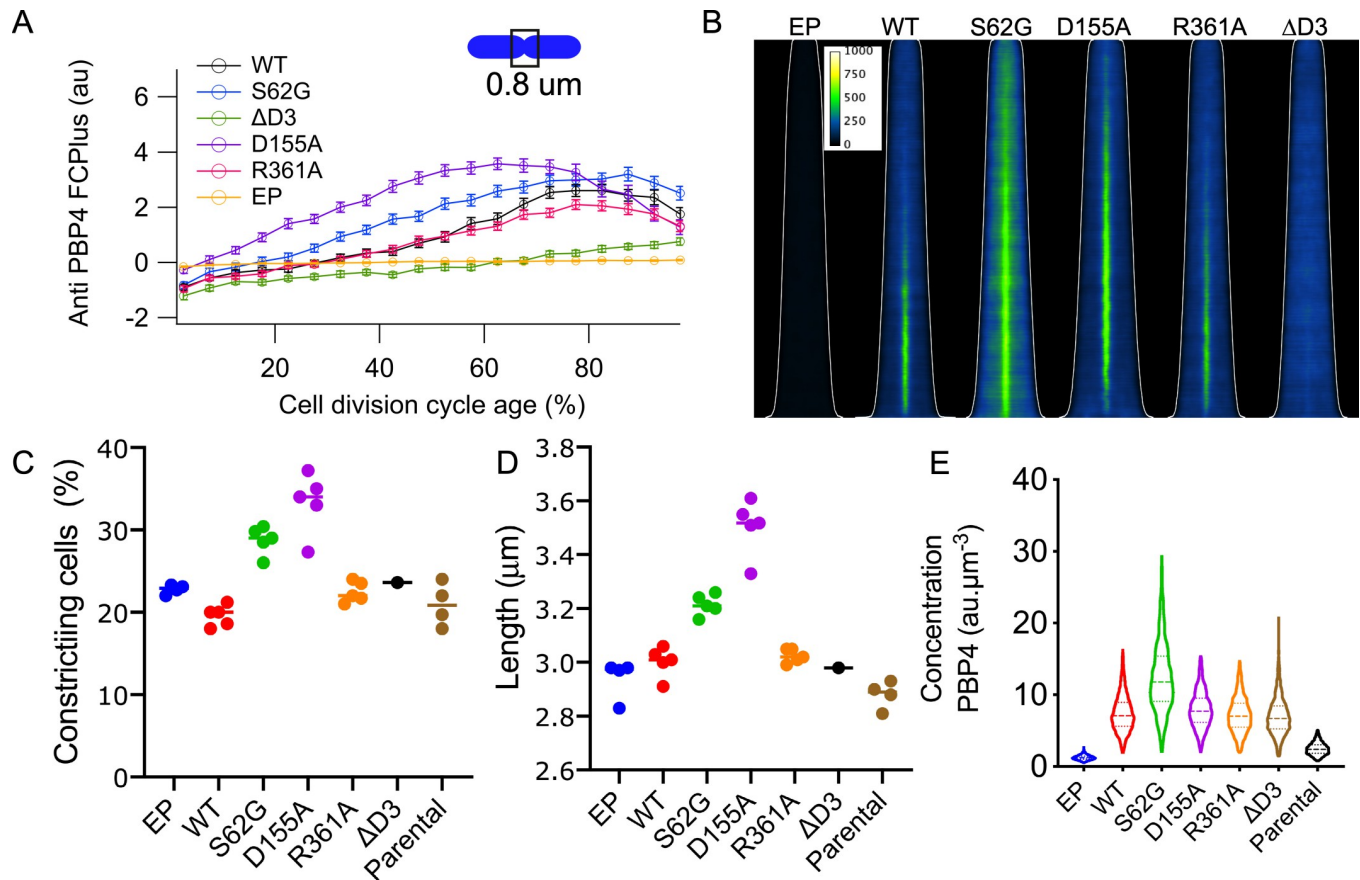 A
Anti PBP4 FCPlus (au)
6
4
2
0
-2
WT
S62G
ΔD3
D155A
R361A
EP
0.8 um
20
40
60
80
Cell division cycle age (%)
B
EP WT S62G D155A R361A ΔD3
1000
750
500
250
0
C
Constrictiing cells (%)
40
30
20
10
0
EP
WT
S62G
D155A
R361A
ΔD3
Parental
D
Length (μm)
3.8
3.6
3.4
3.2
3.0
2.8
2.6
EP
WT
S62G
D155A
R361A
ΔD3
Parental
E
Concentration
PBP4 (au.μm⁻³)
40
30
20
10
0
EP
WT
S62G
D155A
R361A
ΔD3
Parental